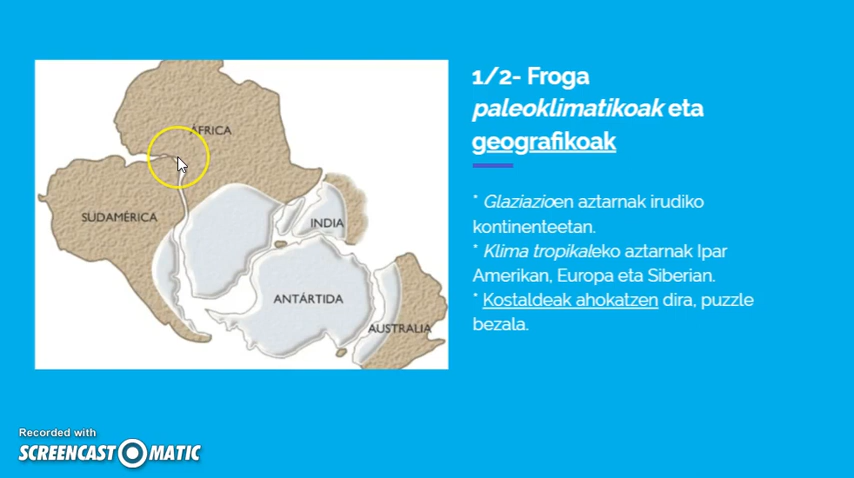 1/2- Froga
paleoklimatikoak eta
geografikoak
* Glaziazioen aztarnak irudiko
kontinenteetan.
* Klima tropikaleko aztarnak Ipar
Amerikan, Europa eta Siberian.
* Kostaldeak ahokatzen dira, puzzle
bezala.
ÁFRICA
SUDAMÉRICA
INDIA
ANTÁRTIDA
AUSTRALIA
Recorded with
SCREENCAST MATIC